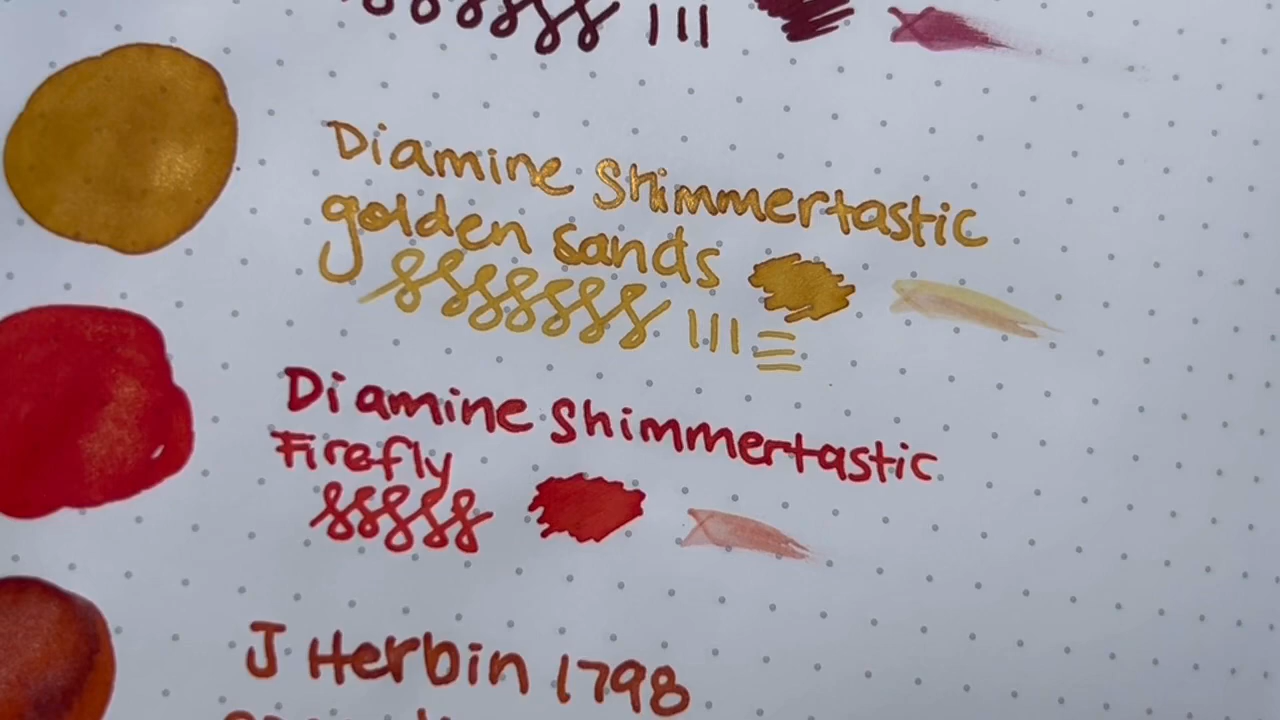 Diamine Shimmertastic
golden sands
Diamine Shimmertastic
Firefly
J Herbin 1798